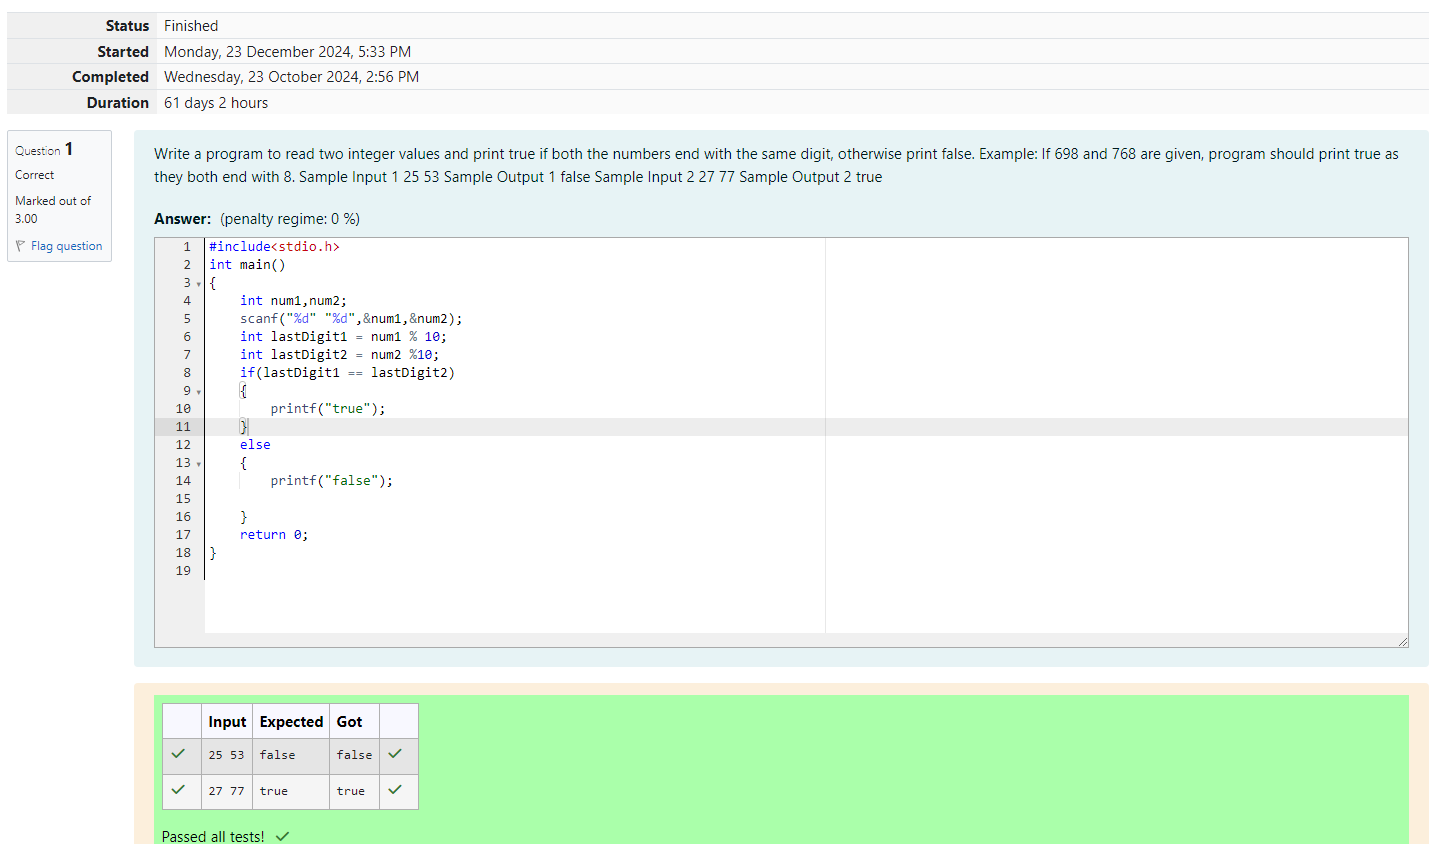 Status Finished
Started Monday, 23 December 2024, 5:33 PM
Completed Wednesday, 23 October 2024, 2:56 PM
Duration 61 days 2 hours
Question 1
Correct
Marked out of
3.00
Flag question
Write a program to read two integer values and print true if both the numbers end with the same digit, otherwise print false. Example: If 698 and 768 are given, program should print true as
they both end with 8. Sample Input 1 25 53 Sample Output 1 false Sample Input 2 27 77 Sample Output 2 true
Answer: (penalty regime: 0 %)
1 #include<stdio.h>
2 int main()
3 {
4     int num1,num2;
5     scanf("%d" "%d",&num1,&num2);
6     int lastDigit1 = num1 % 10;
7     int lastDigit2 = num2 %10;
8     if(lastDigit1 == lastDigit2)
9     {
10         printf("true");
11     }
12     else
13     {
14         printf("false");
15
16     }
17     return 0;
18 }
19
Input Expected Got
25 53 false false
27 77 true true
Passed all tests!